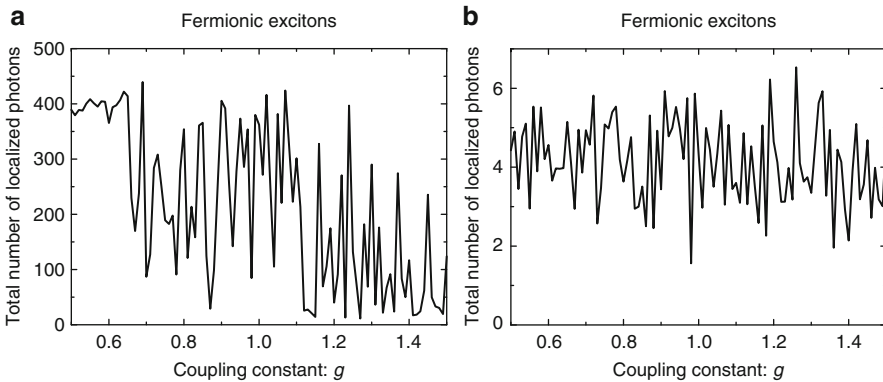 a
Fermionic excitons
Total number of localized photons
500
400
300
200
100
0
0.6
0.8
1.0
1.2
1.4
Coupling constant: g
b
Fermionic excitons
Total number of localized photons
6
4
2
0
0.6
0.8
1.0
1.2
1.4
Coupling constant: g